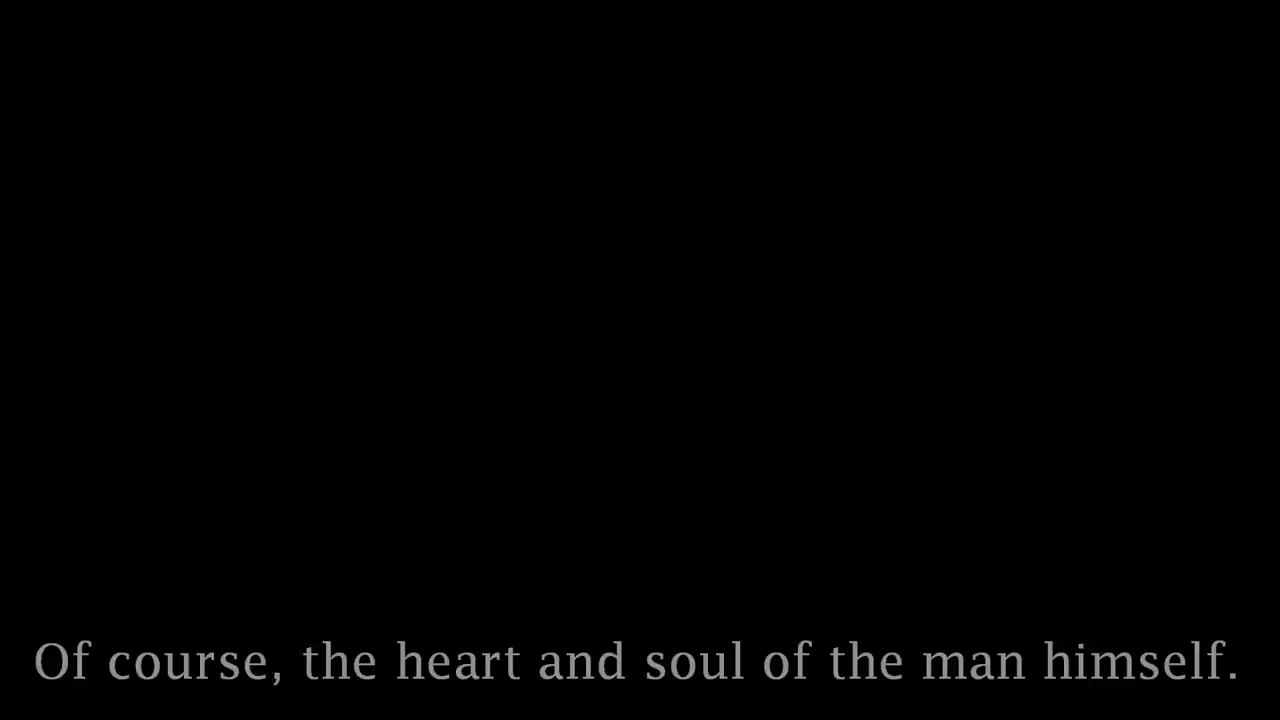 Of course, the heart and soul of the man himself.